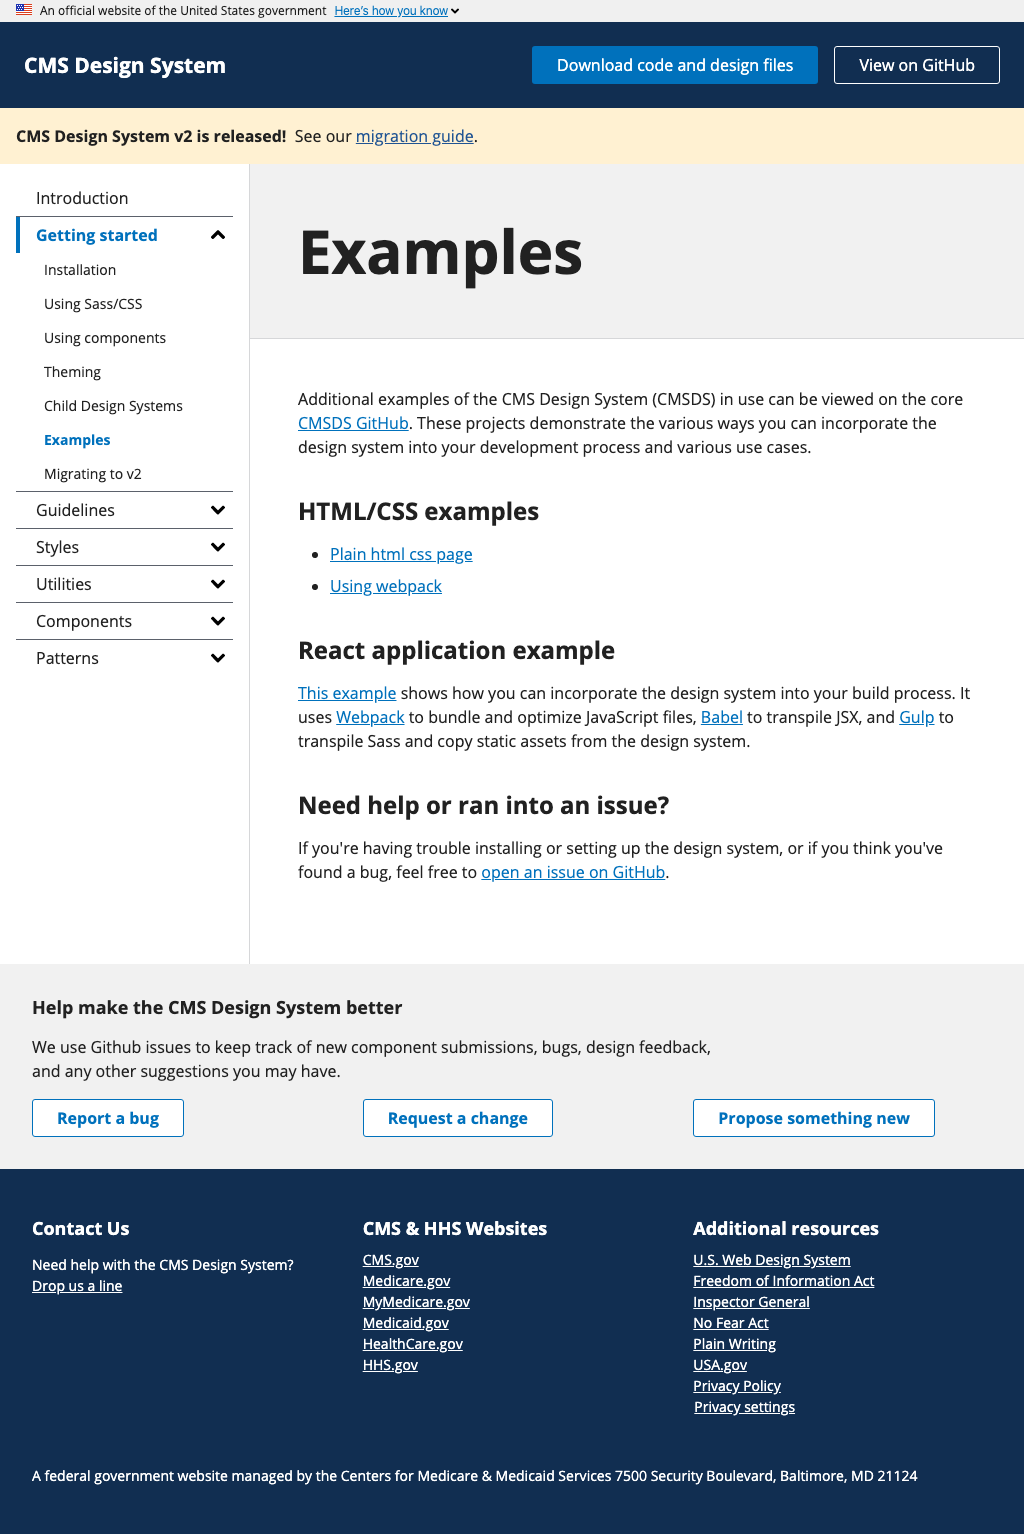 An official website of the United States government Here's how you know
CMS Design System
Download code and design files
View on GitHub
CMS Design System v2 is released! See our migration guide.
Introduction
Getting started
Installation
Using Sass/CSS
Using components
Theming
Child Design Systems
Examples
Migrating to v2
Guidelines
Styles
Utilities
Components
Patterns
Examples
Additional examples of the CMS Design System (CMSDS) in use can be viewed on the core
CMSDS GitHub. These projects demonstrate the various ways you can incorporate the
design system into your development process and various use cases.
HTML/CSS examples
Plain html css page
Using webpack
React application example
This example shows how you can incorporate the design system into your build process. It
uses Webpack to bundle and optimize JavaScript files, Babel to transpile JSX, and Gulp to
transpile Sass and copy static assets from the design system.
Need help or ran into an issue?
If you're having trouble installing or setting up the design system, or if you think you've
found a bug, feel free to open an issue on GitHub.
Help make the CMS Design System better
We use Github issues to keep track of new component submissions, bugs, design feedback,
and any other suggestions you may have.
Report a bug
Request a change
Propose something new
Contact Us
Need help with the CMS Design System?
Drop us a line
CMS & HHS Websites
CMS.gov
Medicare.gov
MyMedicare.gov
Medicaid.gov
HealthCare.gov
HHS.gov
Additional resources
U.S. Web Design System
Freedom of Information Act
Inspector General
No Fear Act
Plain Writing
USA.gov
Privacy Policy
Privacy settings
A federal government website managed by the Centers for Medicare & Medicaid Services 7500 Security Boulevard, Baltimore, MD 21124